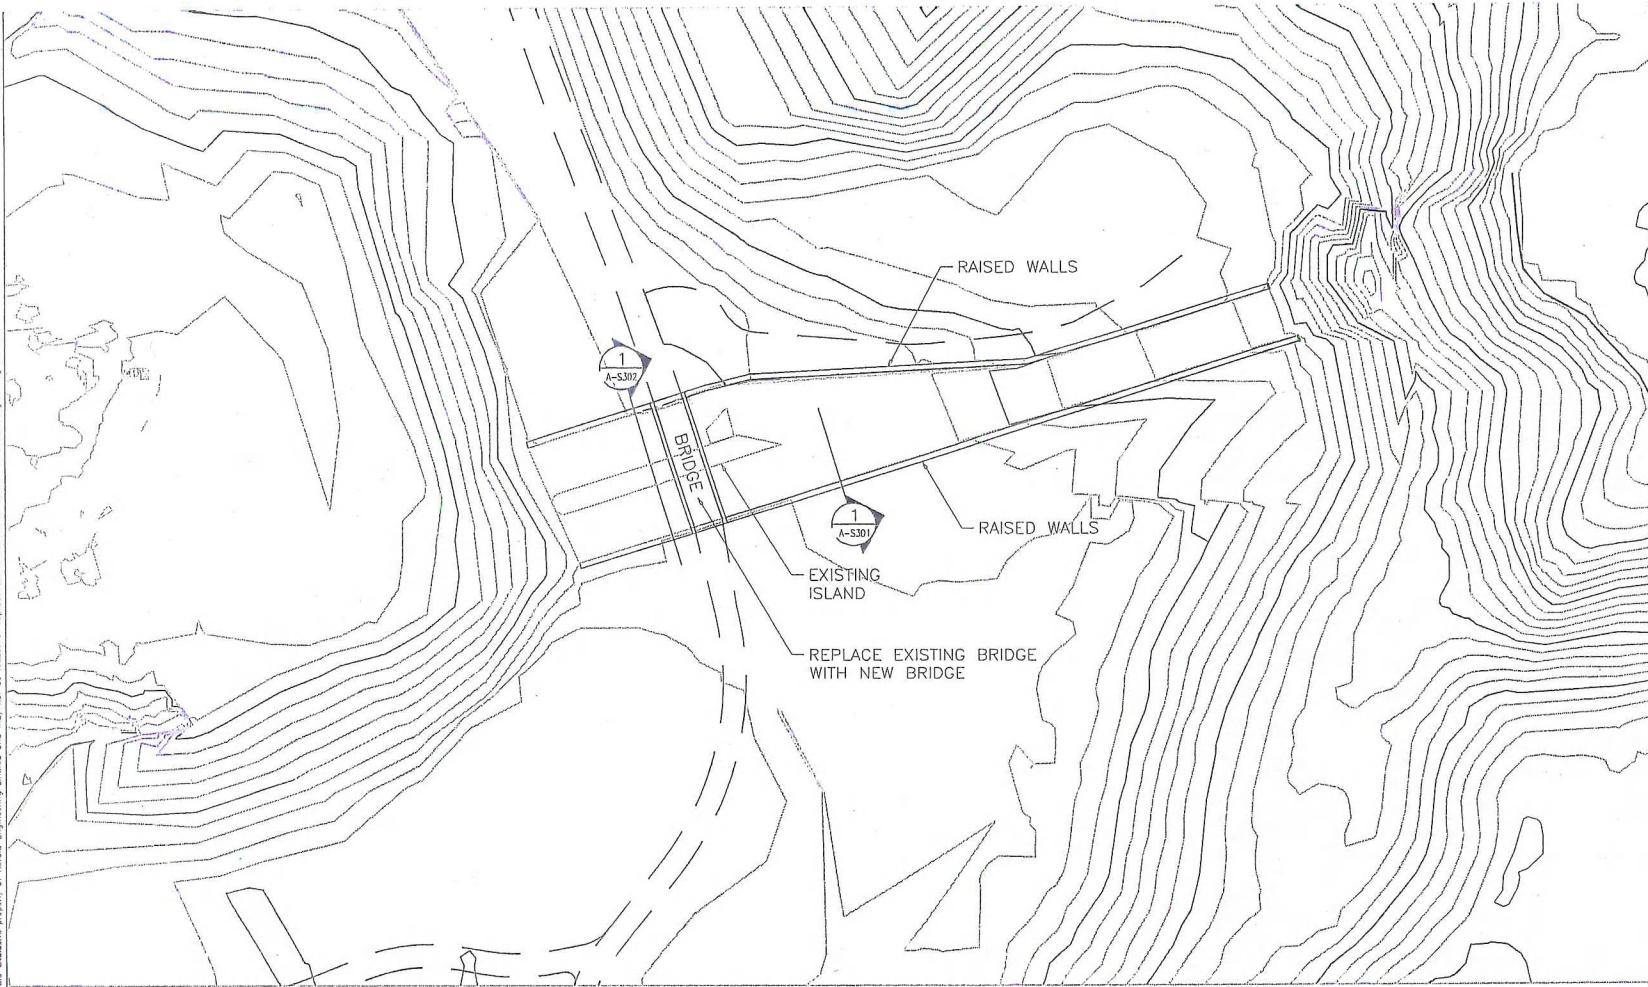 RAISED WALLS
1
A-S302
BRIDGE
1
A-S301
RAISED WALLS
EXISTING
ISLAND
REPLACE EXISTING BRIDGE
WITH NEW BRIDGE